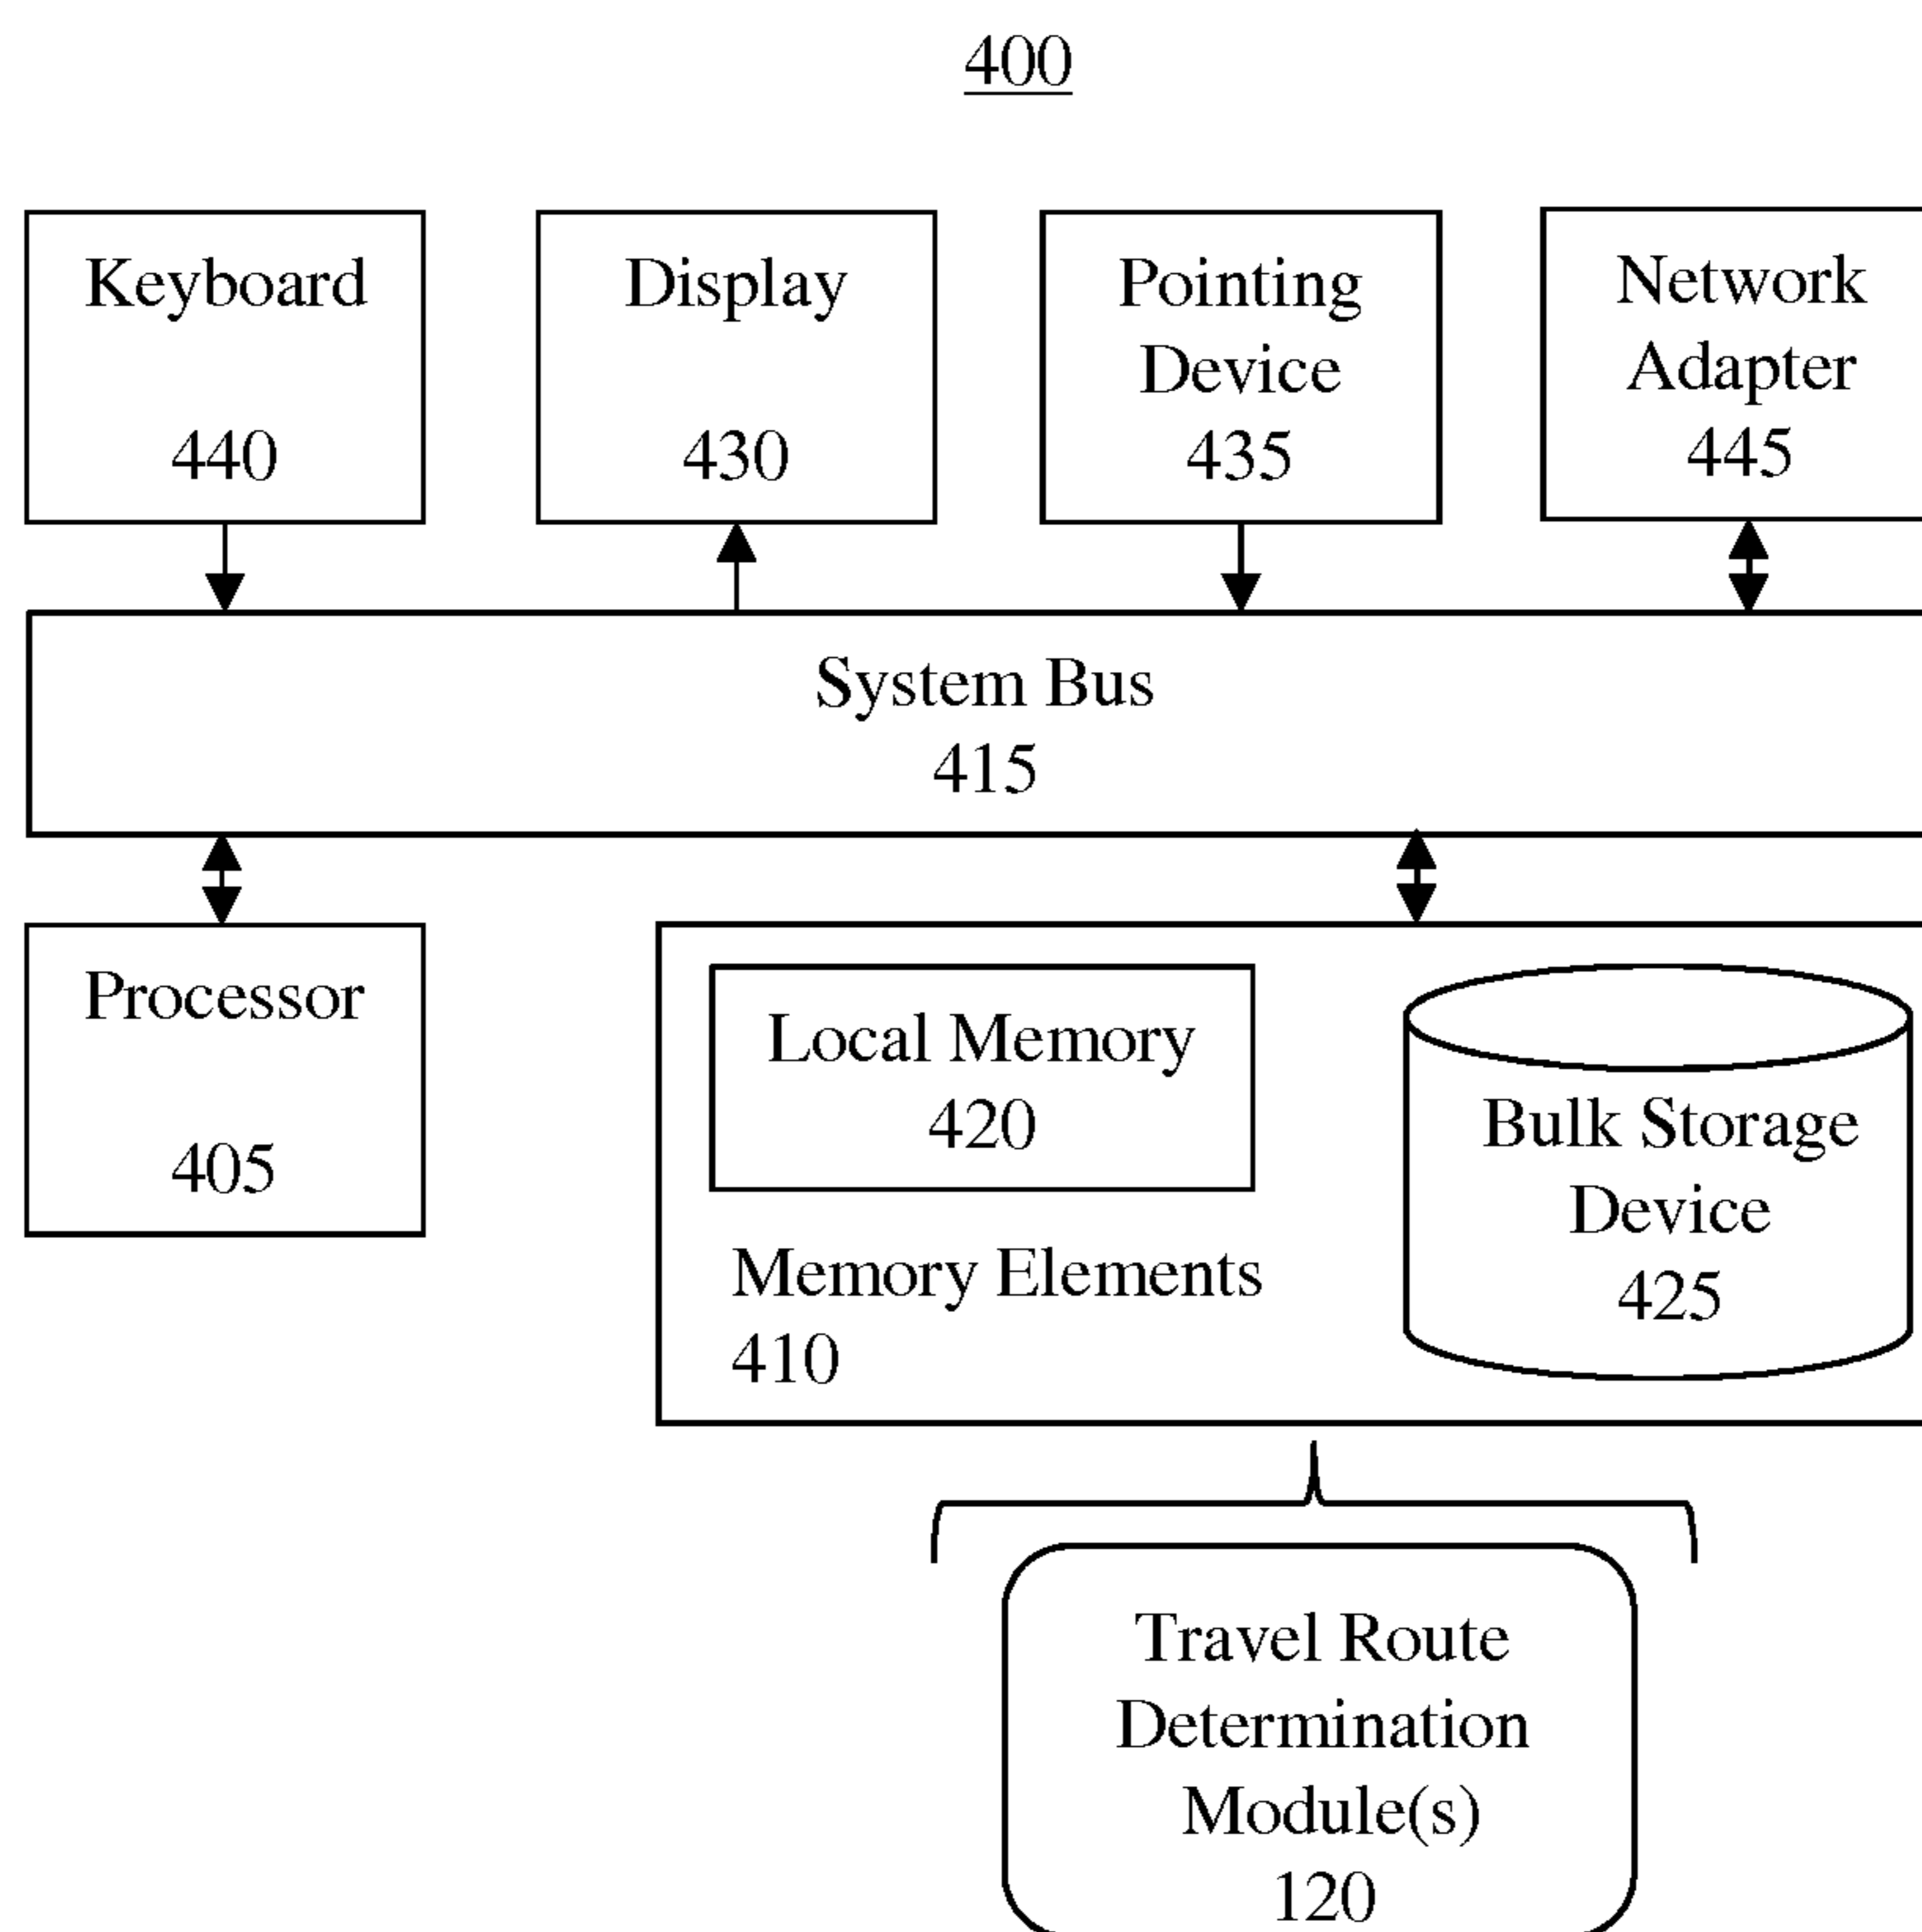 400
Keyboard
440
Display
430
Pointing
Device
435
Network
Adapter
445
System Bus
415
Processor
405
Local Memory
420
Memory Elements
410
Bulk Storage
Device
425
Travel Route
Determination
Module(s)
120